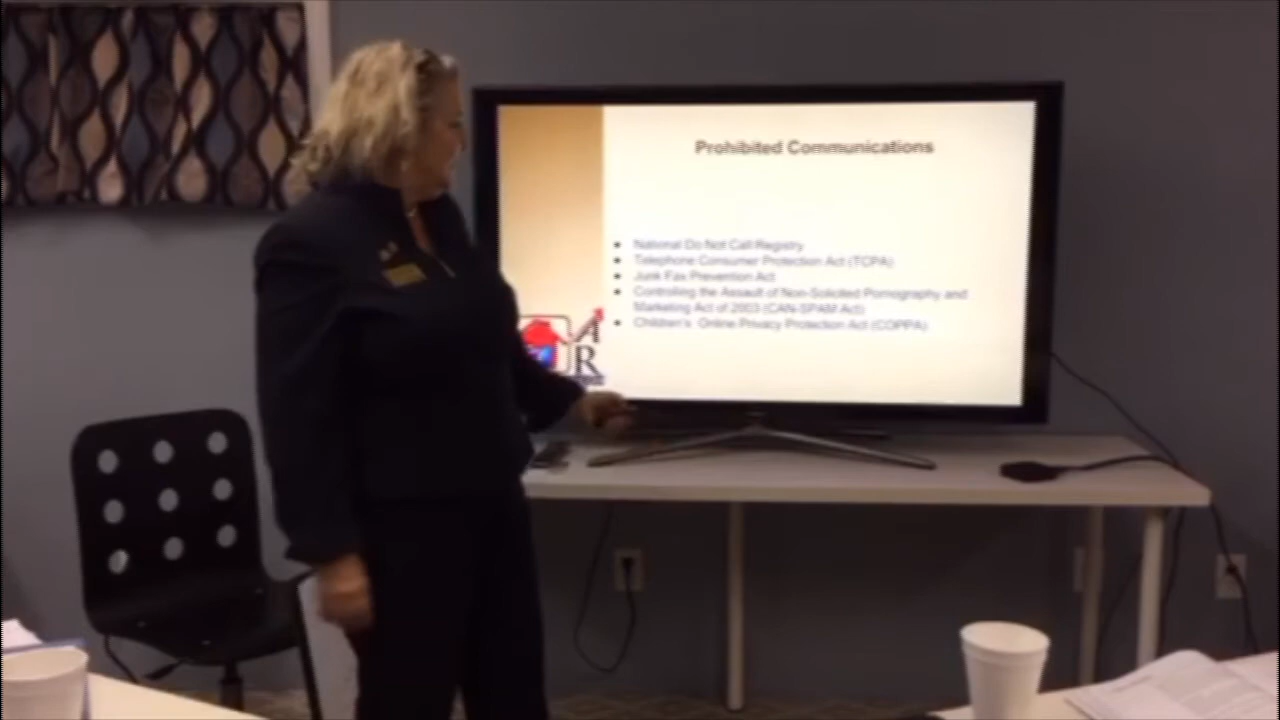 Prohibited Communications
● National Do Not Call Registry
● Telephone Consumer Protection Act (TCPA)
● Junk Fax Prevention Act
● Controlling the Assault of Non-Solicited Pornography and
Marketing Act of 2003 (CAN-SPAM Act)
● Children's Online Privacy Protection Act (COPPA)
A
R